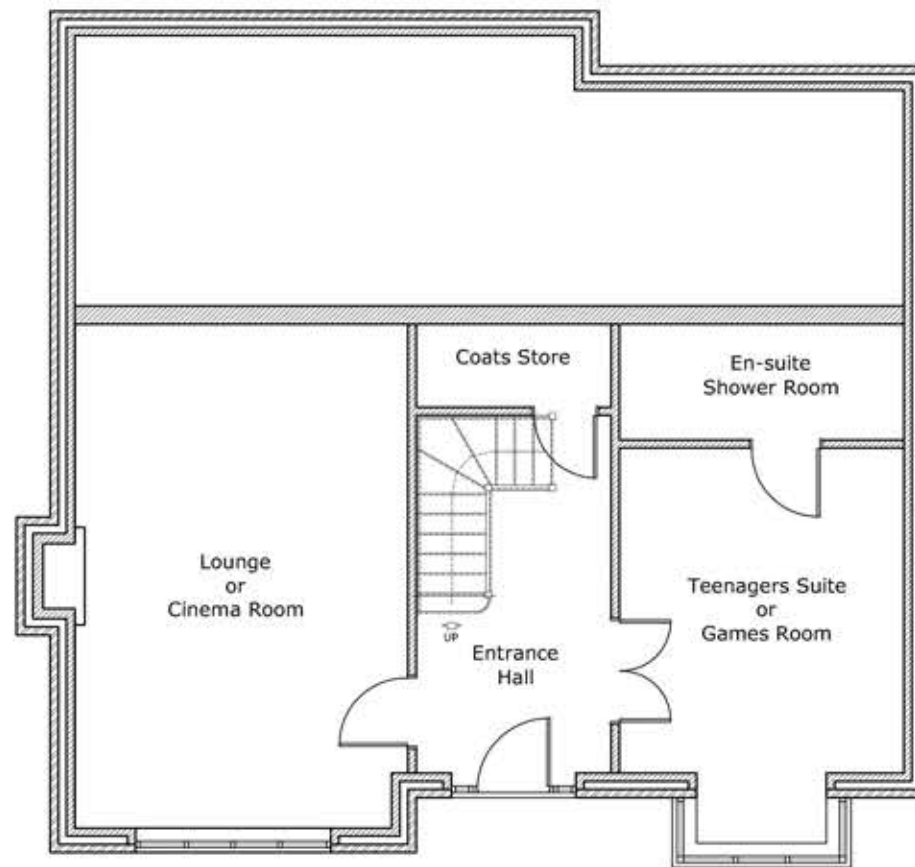 Coats Store
En-suite
Shower Room
Lounge
or
Cinema Room
Teenagers Suite
or
Games Room
UP
Entrance
Hall